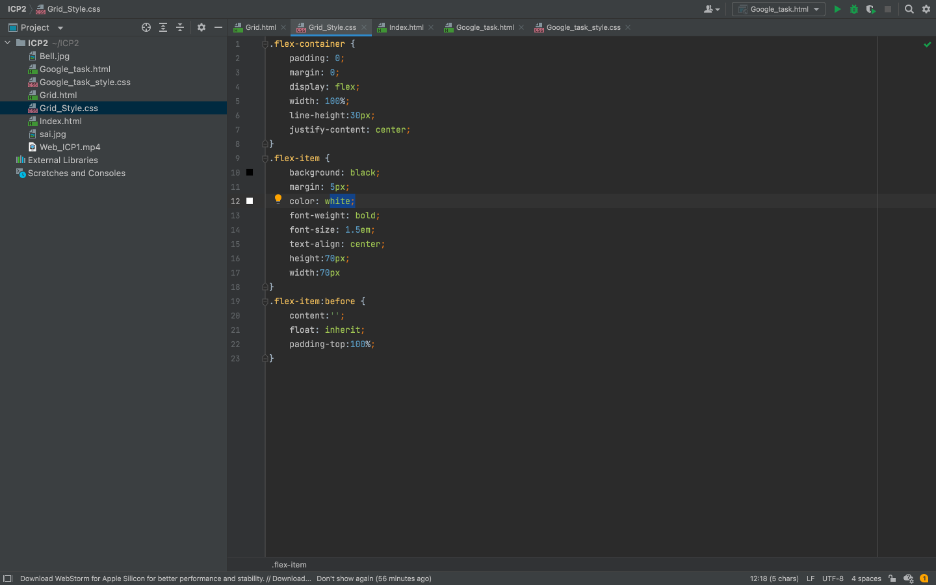 ICP2 Grid_Style.css
Google_task.html
Project
Grid.html Grid_Style.css Index.html Google_task.html Google_task_style.css
ICP2 ~/ICP2
Bell.jpg
Google_task.html
Google_task_style.css
Grid.html
Grid_Style.css
Index.html
sai.jpg
Web_ICP1.mp4
External Libraries
Scratches and Consoles
1 .flex-container {
2 padding: 0;
3 margin: 0;
4 display: flex;
5 width: 100%;
6 line-height:30px;
7 justify-content: center;
8 }
9 .flex-item {
10 background: black;
11 margin: 5px;
12 color: white;
13 font-weight: bold;
14 font-size: 1.5em;
15 text-align: center;
16 height:70px;
17 width:70px
18 }
19 .flex-item:before {
20 content:'';
21 float: inherit;
22 padding-top:100%;
23 }
.flex-item
Download WebStorm for Apple Silicon for better performance and stability. // Download... Don't show again (56 minutes ago)
12:18 (5 chars) LF UTF-8 4 spaces 1